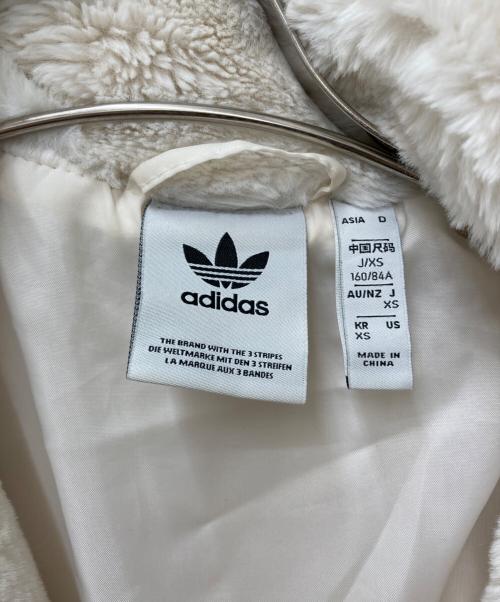 adidas
THE BRAND WITH THE 3 STRIPES
DIE WELTMARKE MIT DEN 3 STREIFEN
LA MARQUE AUX 3 BANDES
ASIA D
中国尺码
J/XS
160/84A
AU/NZ J
XS
KR US
XS
MADE IN
CHINA